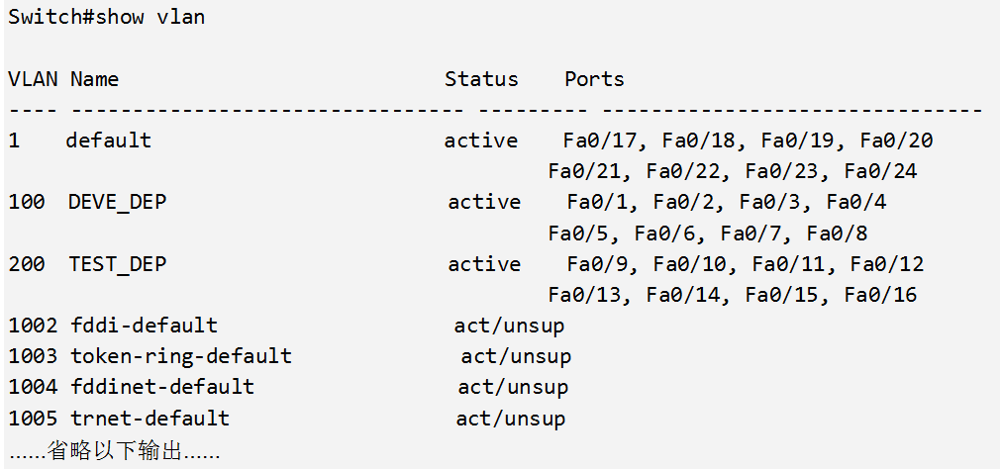 Switch#show vlan
VLAN Name Status Ports
---- -------------------------------- --------- -------------------------------
1 default active Fa0/17, Fa0/18, Fa0/19, Fa0/20
Fa0/21, Fa0/22, Fa0/23, Fa0/24
100 DEVE_DEP active Fa0/1, Fa0/2, Fa0/3, Fa0/4
Fa0/5, Fa0/6, Fa0/7, Fa0/8
200 TEST_DEP active Fa0/9, Fa0/10, Fa0/11, Fa0/12
Fa0/13, Fa0/14, Fa0/15, Fa0/16
1002 fddi-default act/unsup
1003 token-ring-default act/unsup
1004 fddinet-default act/unsup
1005 trnet-default act/unsup
……省略以下输出……